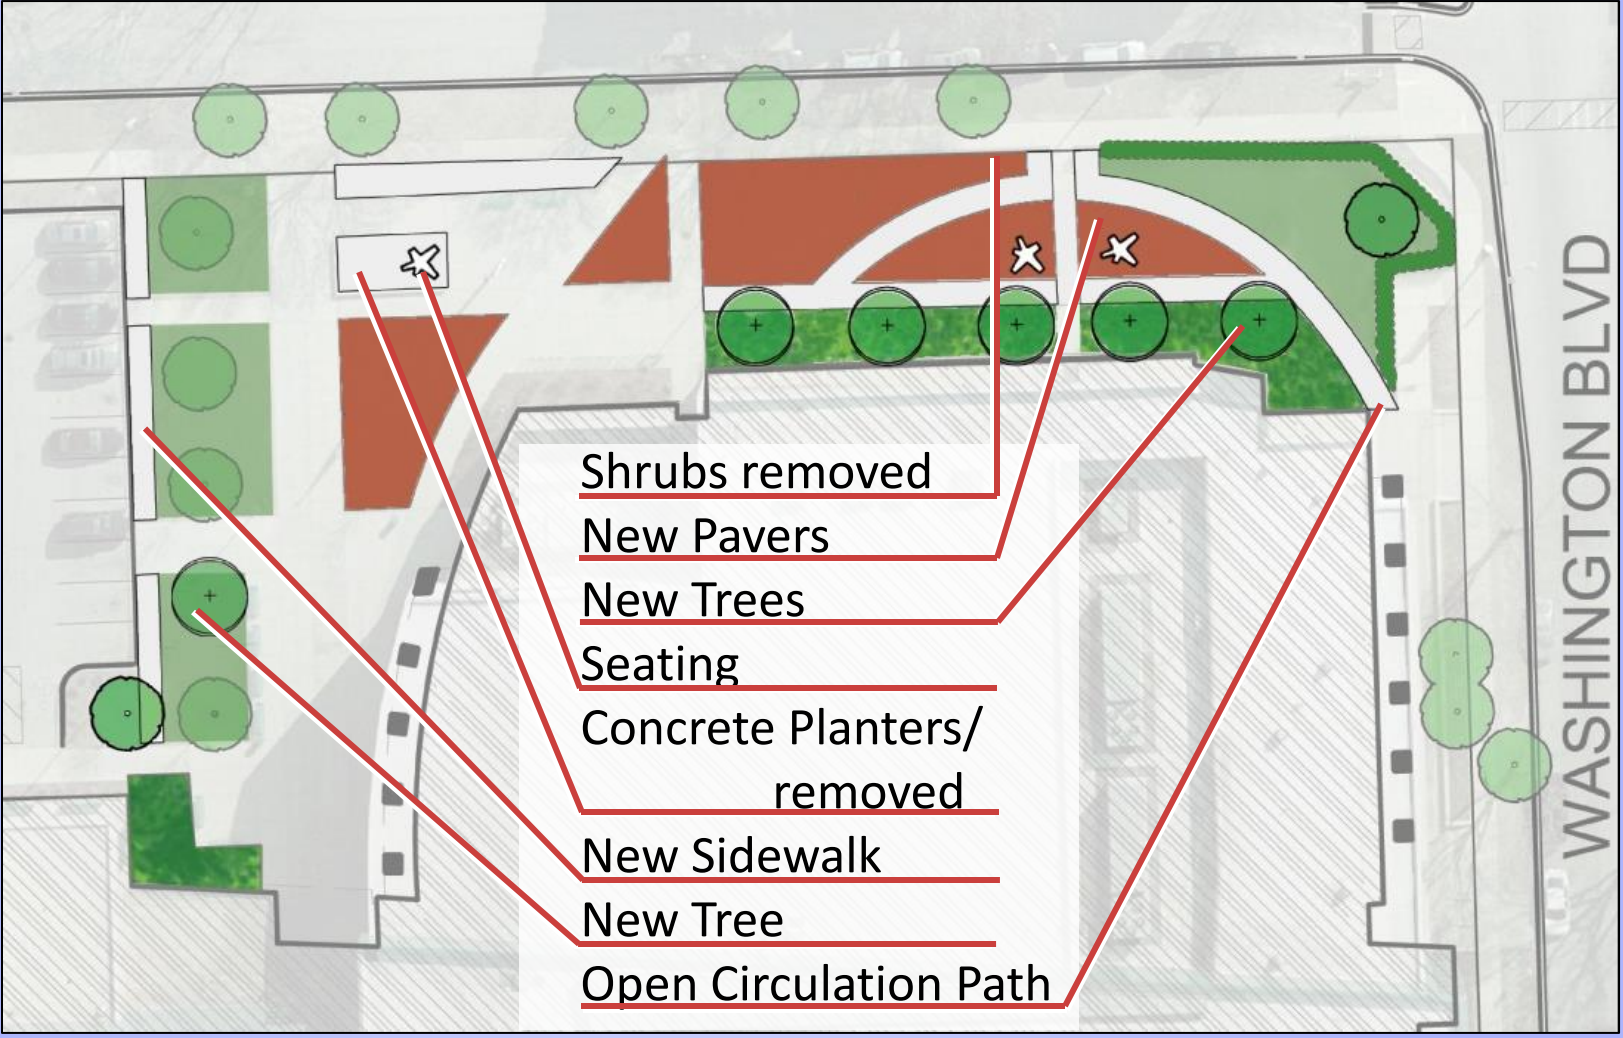 Shrubs removed
New Pavers
New Trees
Seating
Concrete Planters/
removed
New Sidewalk
New Tree
Open Circulation Path
WASHINGTON BLVD